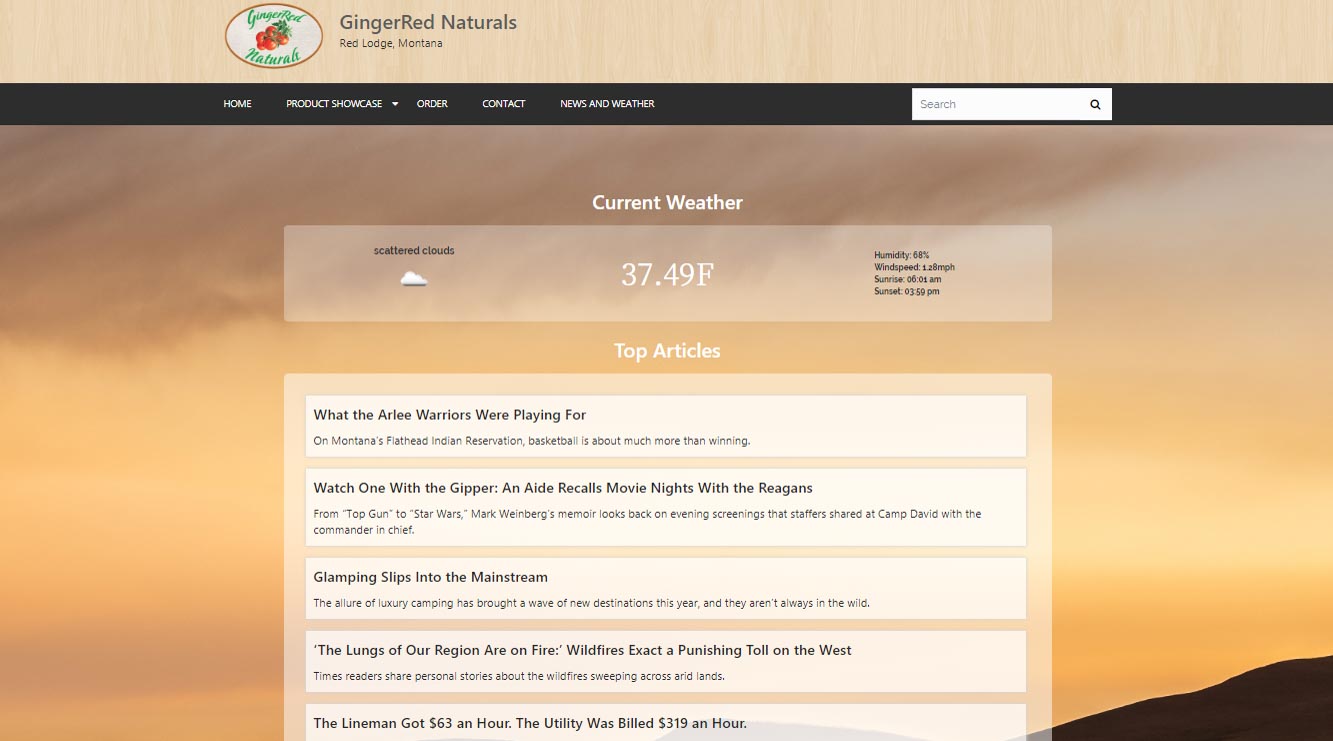 GingerRed
Naturals
GingerRed Naturals
Red Lodge, Montana
HOME
PRODUCT SHOWCASE
ORDER
CONTACT
NEWS AND WEATHER
Search
Current Weather
scattered clouds
37.49F
Humidity: 68%
Windspeed: 1.28mph
Sunrise: 06:01 am
Sunset: 03:59 pm
Top Articles
What the Arlee Warriors Were Playing For
On Montana's Flathead Indian Reservation, basketball is about much more than winning.
Watch One With the Gipper: An Aide Recalls Movie Nights With the Reagans
From “Top Gun” to “Star Wars,” Mark Weinberg’s memoir looks back on evening screenings that staffers shared at Camp David with the
commander in chief.
Glamping Slips Into the Mainstream
The allure of luxury camping has brought a wave of new destinations this year, and they aren’t always in the wild.
‘The Lungs of Our Region Are on Fire:’ Wildfires Exact a Punishing Toll on the West
Times readers share personal stories about the wildfires sweeping across arid lands.
The Lineman Got $63 an Hour. The Utility Was Billed $319 an Hour.